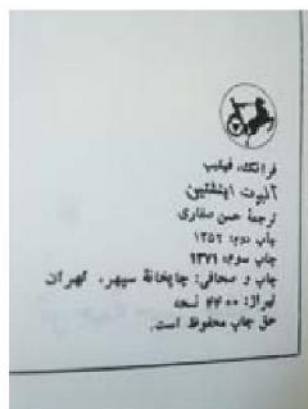 فرانک، فیلیپ
آلبرت اینشتین
ترجمهٔ حسن صفاری
چاپ دوم: ۱۳۵۲
چاپ سوم: ۱۳۷۱
چاپ و صحافی: چاپخانهٔ سپهر، تهران
تیراژ: ۴۴۰۰ نسخه
حق چاپ محفوظ است.